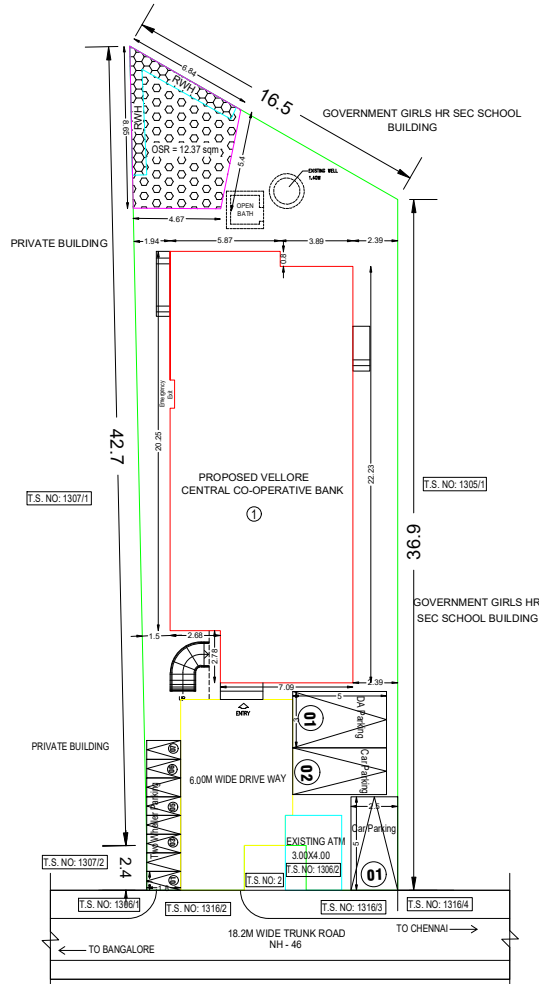 6.84
16.5
RWH
RWH
8.65
GOVERNMENT GIRLS HR SEC SCHOOL
BUILDING
OSR = 12.37 sqm
5.4
EXISTING WELL
OPEN
BATH
4.67
PRIVATE BUILDING
1.94
5.87
3.89
2.39
0.8
Emergency
Exit
20.25
22.23
42.7
36.9
PROPOSED VELLORE
CENTRAL CO-OPERATIVE BANK
1
T.S. NO: 1307/1
T.S. NO: 1305/1
GOVERNMENT GIRLS HR
SEC SCHOOL BUILDING
1.5
2.68
2.78
7.09
2.39
UP
ENTRY
5
3
01
DA Parking
02
Car Parking
PRIVATE BUILDING
6.00M WIDE DRIVE WAY
Two Wheeler Parking
2.5
5
Car Parking
01
EXISTING ATM
3.00X4.00
T.S. NO: 1306/2
T.S. NO: 2
2.4
T.S. NO: 1307/2
T.S. NO: 1306/1
T.S. NO: 1316/2
T.S. NO: 1316/3
T.S. NO: 1316/4
18.2M WIDE TRUNK ROAD
NH - 46
TO BANGALORE
TO CHENNAI